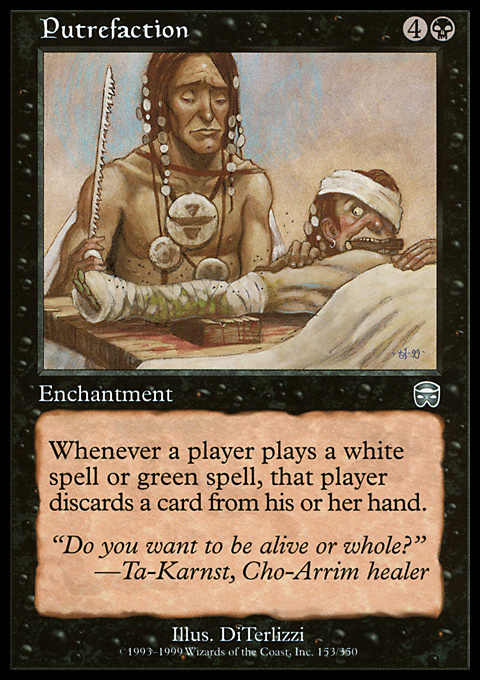 Putrefaction 4
Enchantment
Whenever a player plays a white
spell or green spell, that player
discards a card from his or her hand.
“Do you want to be alive or whole?”
—Ta-Karnst, Cho-Arrim healer
Illus. DiTerlizzi
©1993-1999 Wizards of the Coast, Inc. 153/350